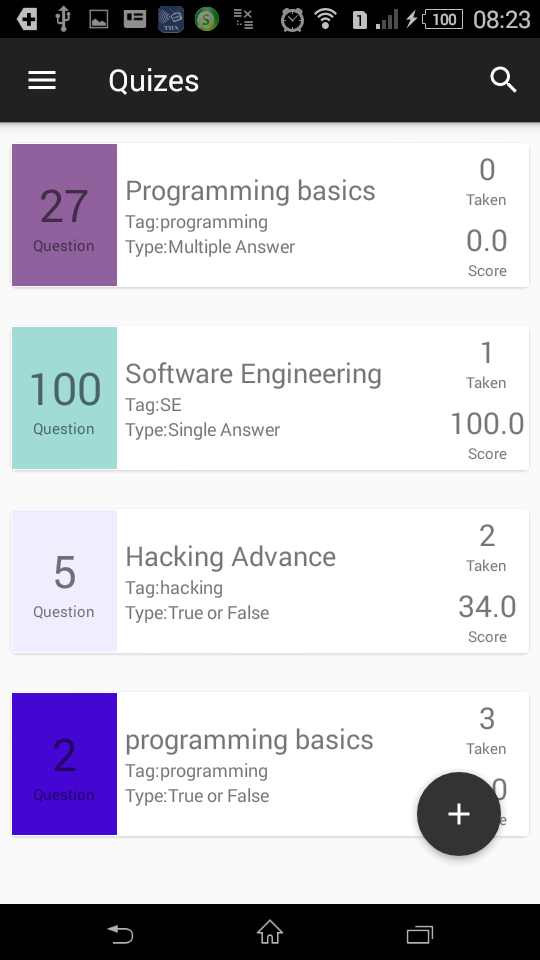 1 100 08:23
Quizes
27
Question
Programming basics
Tag:programming
Type:Multiple Answer
0
Taken
0.0
Score
100
Question
Software Engineering
Tag:SE
Type:Single Answer
1
Taken
100.0
Score
5
Question
Hacking Advance
Tag:hacking
Type:True or False
2
Taken
34.0
Score
2
Question
programming basics
Tag:programming
Type:True or False
3
Taken
+